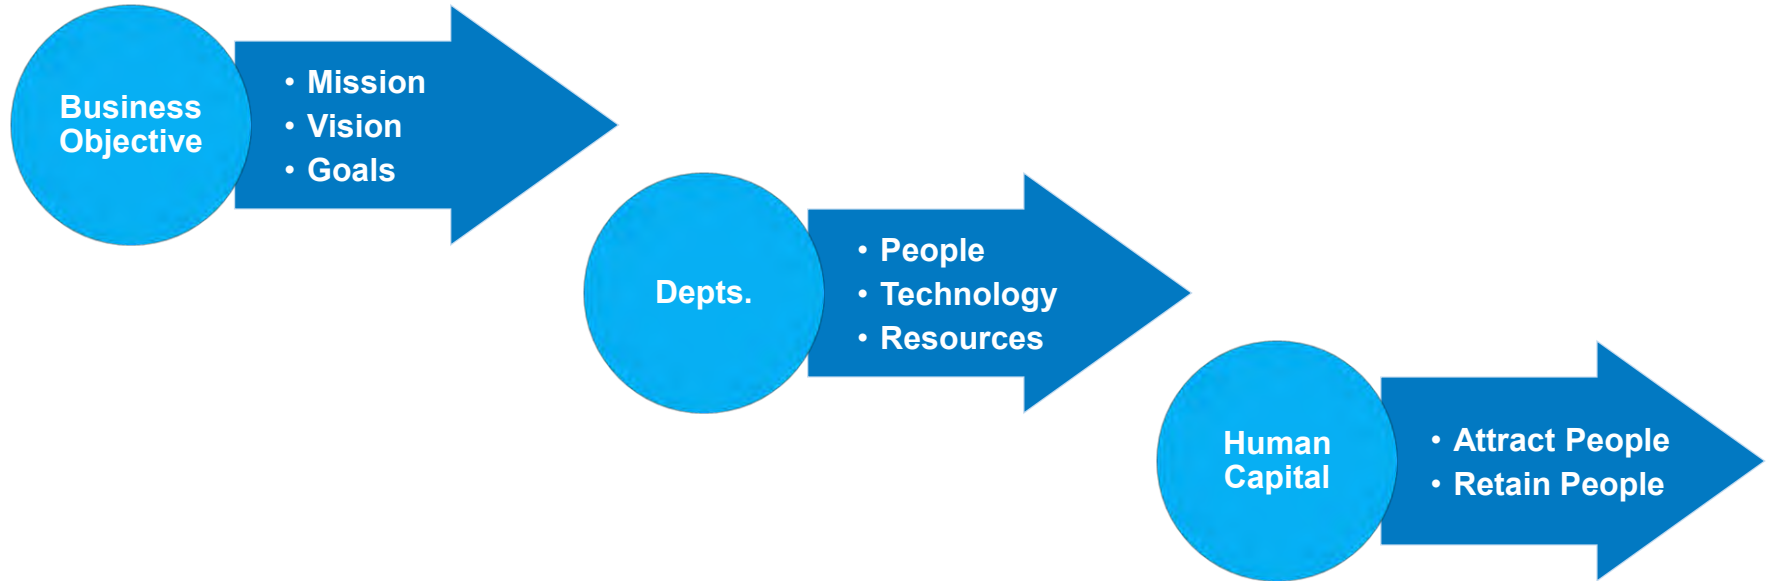 Business
Objective
• Mission
• Vision
• Goals
Depts.
• People
• Technology
• Resources
Human
Capital
• Attract People
• Retain People